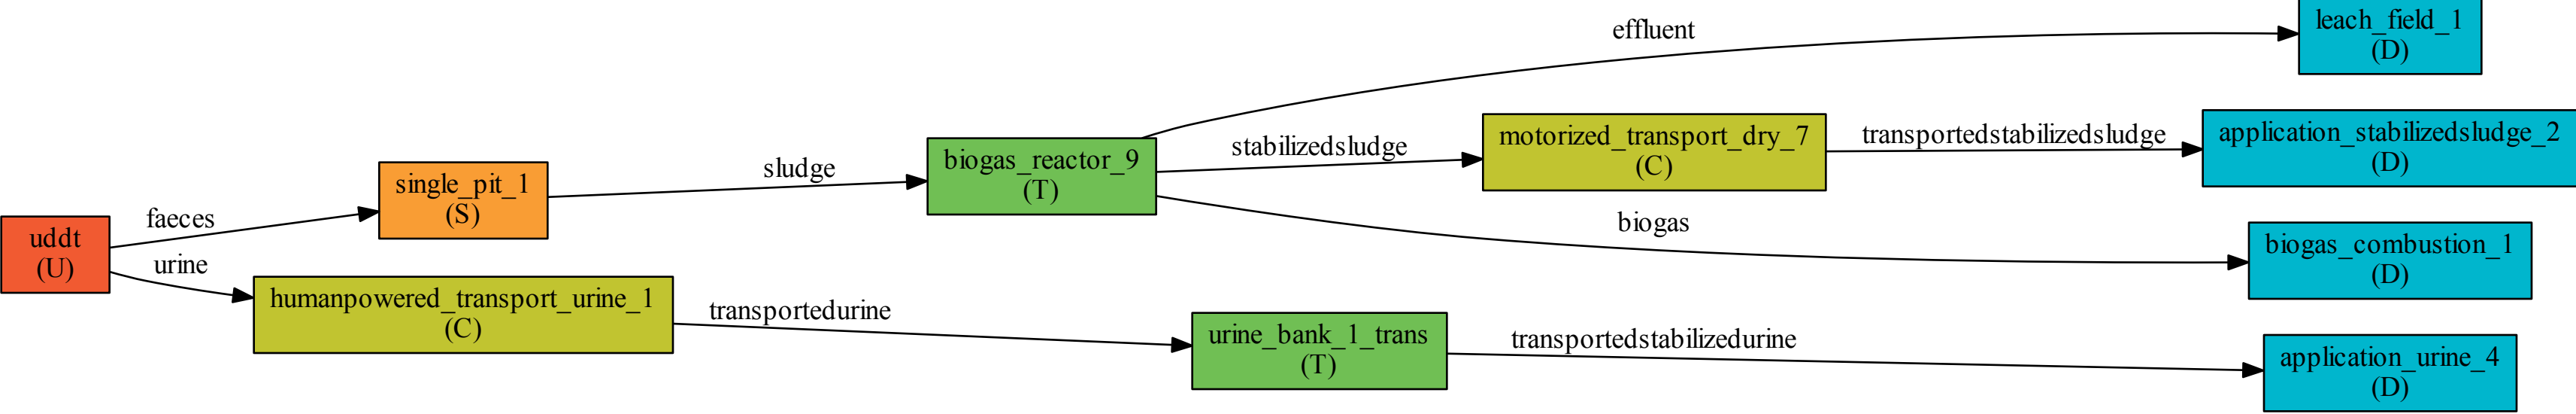 effluent
leach_field_1
(D)
stabilizedsludge
motorized_transport_dry_7
(C)
transportedstabilizedsludge
application_stabilizedsludge_2
(D)
biogas_reactor_9
(T)
sludge
single_pit_1
(S)
faeces
uddt
(U)
urine
biogas
biogas_combustion_1
(D)
humanpowered_transport_urine_1
(C)
transportedurine
urine_bank_1_trans
(T)
transportedstabilizedurine
application_urine_4
(D)